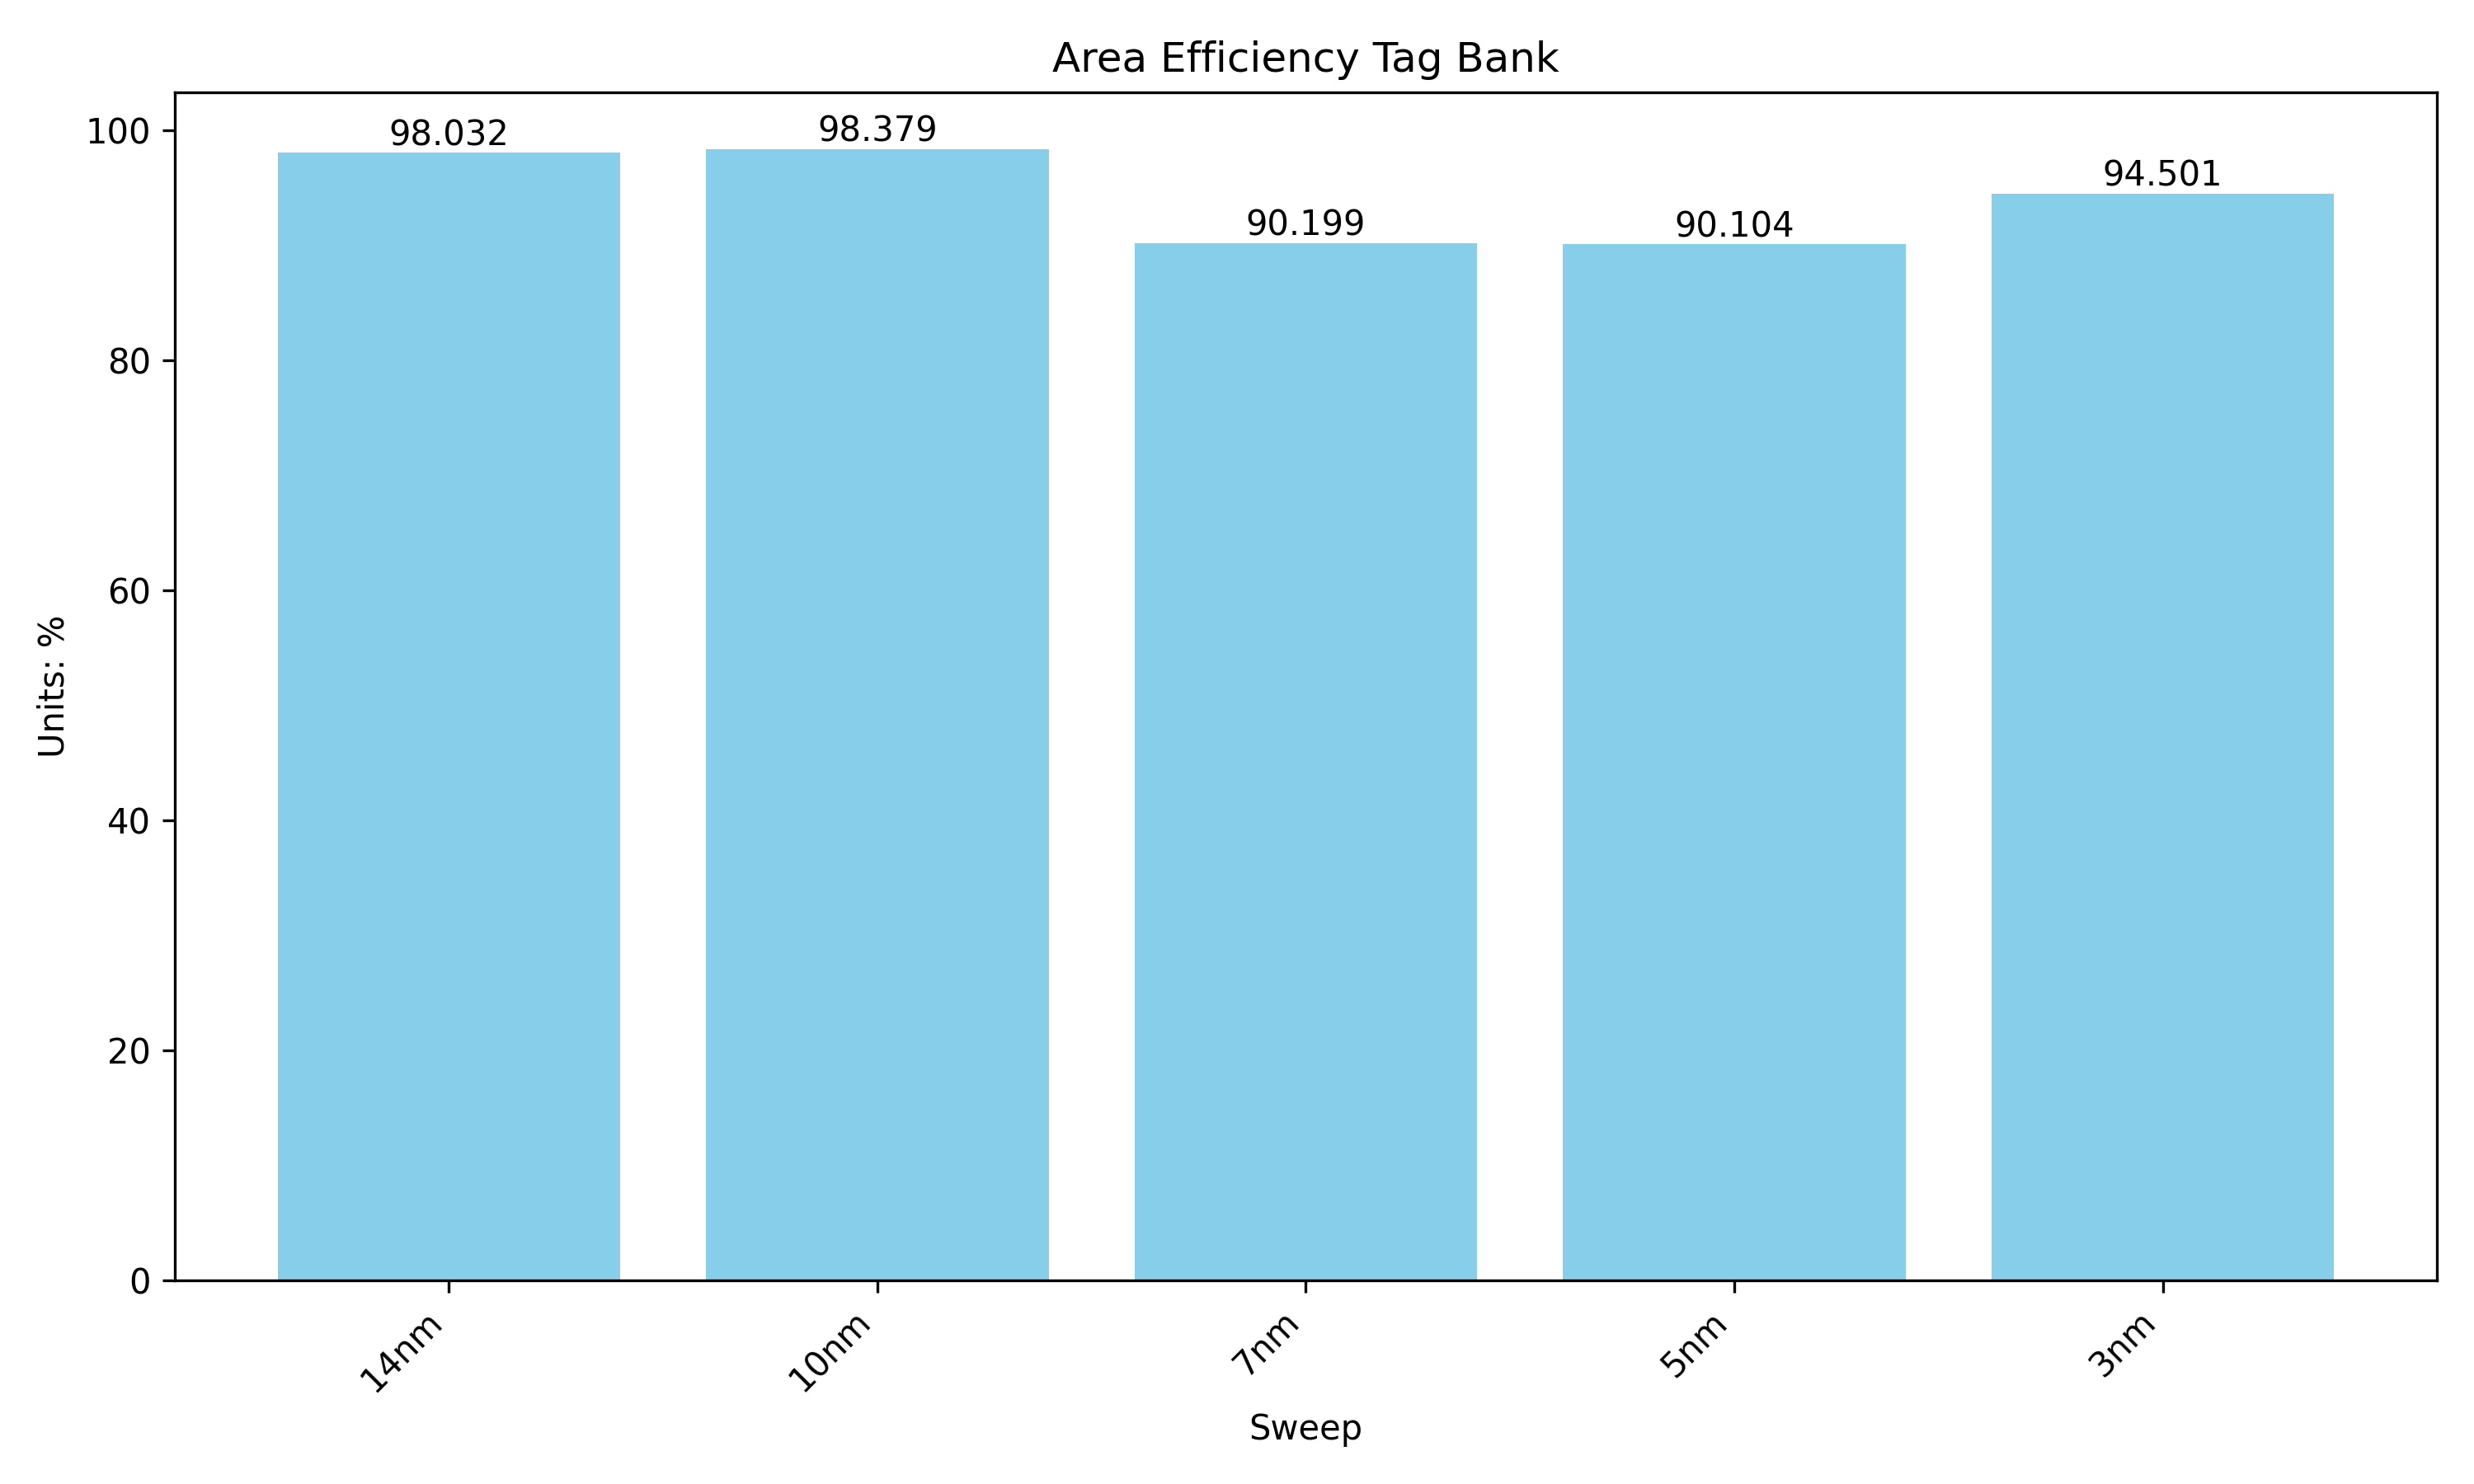 Area Efficiency Tag Bank
Units: %
100
80
60
40
20
0
98.032
98.379
90.199
90.104
94.501
14nm
10nm
7nm
5nm
3nm
Sweep